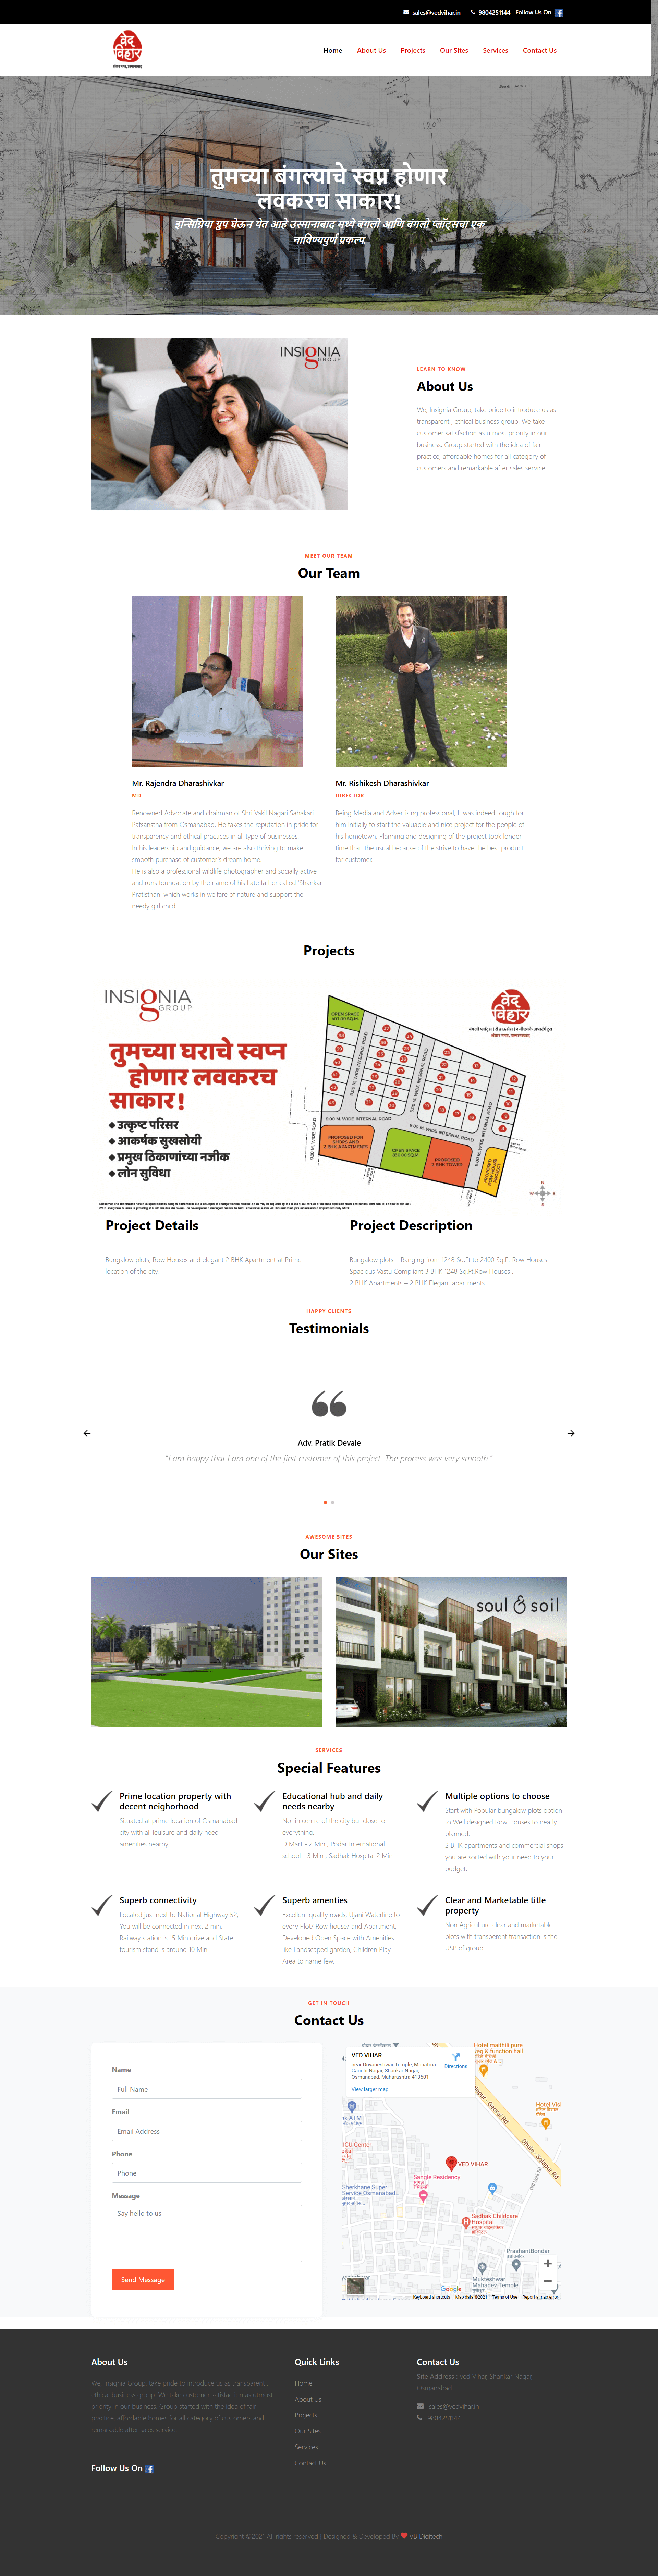 sales@vedvihar.in 9804251144 Follow Us On
वेद
विहार
शंकर नगर, उस्मानाबाद
Home About Us Projects Our Sites Services Contact Us
तुमच्या बंगल्याचे स्वप्न होणार
लवकरच साकार!
इन्सिग्निया ग्रुप घेऊन येत आहे उस्मानाबाद मध्ये बंगलो आणि बंगलो प्लॉट्सचा एक
नाविण्यपुर्ण प्रकल्प
INSIGNIA
GROUP
LEARN TO KNOW
About Us
We, Insignia Group, take pride to introduce us as
transparent , ethical business group. We take
customer satisfaction as utmost priority in our
business. Group started with the idea of fair
practice, affordable homes for all category of
customers and remarkable after sales service.
MEET OUR TEAM
Our Team
Mr. Rajendra Dharashivkar
MD
Renowned Advocate and chairman of Shri Vakil Nagari Sahakari
Patsanstha from Osmanabad, He takes the reputation in pride for
transparency and ethical practices in all type of businesses.
In his leadership and guidance, we are also thriving to make
smooth purchase of customer's dream home.
He is also a professional wildlife photographer and socially active
and runs foundation by the name of his Late father called 'Shankar
Pratisthan' which works in welfare of nature and support the
needy girl child.
Mr. Rishikesh Dharashivkar
DIRECTOR
Being Media and Advertising professional, It was indeed tough for
him initially to start the valuable and nice project for the people of
his hometown. Planning and designing of the project took longer
time than the usual because of the strive to have the best product
for customer.
Projects
INSIGNIA
GROUP
तुमच्या घराचे स्वप्न
होणार लवकरच
साकार!
उत्कृष्ट परिसर
आकर्षक सुखसोयी
प्रमुख ठिकाणांच्या नजीक
लोन सुविधा
वेद
विहार
शंकर नगर, उस्मानाबाद
OPEN SPACE
9.00 M. WIDE INTERNAL ROAD
PROPOSED FOR
SHOPS AND
2 BHK APARTMENTS
OPEN SPACE
PROPOSED
2 BHK TOWER
N
W E
S
Project Details
Bungalow plots, Row Houses and elegant 2 BHK Apartment at Prime
location of the city.
Project Description
Bungalow plots – Ranging from 1248 Sq.Ft to 2400 Sq.Ft Row Houses –
Spacious Vastu Compliant 3 BHK 1248 Sq.Ft.Row Houses .
2 BHK Apartments – 2 BHK Elegant apartments
HAPPY CLIENTS
Testimonials
Adv. Pratik Devale
"I am happy that I am one of the first customer of this project. The process was very smooth."
AWESOME SITES
Our Sites
soul & soil
SERVICES
Special Features
Prime location property with
decent neighorhood
Situated at prime location of Osmanabad
city with all leuisure and daily need
amenities nearby.
Educational hub and daily
needs nearby
Not in centre of the city but close to
everything.
D Mart - 2 Min , Podar International
school - 3 Min , Sadhak Hospital 2 Min
Multiple options to choose
Start with Popular bungalow plots option
to Well designed Row Houses to neatly
planned.
2 BHK apartments and commercial shops
you are sorted with your need to your
budget.
Superb connectivity
Located just next to National Highway 52,
You will be connected in next 2 min.
Railway station is 15 Min drive and State
tourism stand is around 10 Min
Superb amenties
Excellent quality roads, Ujani Waterline to
every Plot/ Row house/ and Apartment,
Developed Open Space with Amenities
like Landscaped garden, Children Play
Area to name few.
Clear and Marketable title
property
Non Agriculture clear and marketable
plots with transperent transaction is the
USP of group.
GET IN TOUCH
Contact Us
Name
Full Name
Email
Email Address
Phone
Phone
Message
Say hello to us
Send Message
VED VIHAR
near Dnyaneshwar Temple, Mahatma
Gandhi Nagar, Shankar Nagar,
Osmanabad, Maharashtra 413501
Directions
View larger map
Hotel maithili pure
veg & function hall
Hotel Vis
ATM
ICU Center
Solapur - Georai Rd
Dhule - Solapur Rd
VED VIHAR
Sangle Residency
Sherkhane Super
Service Osmanabad
Sadhak Childcare
Hospital
PrashantBondar
Mukteshwar
Mahadev Temple
Google
Keyboard shortcuts Map data ©2021 Terms of Use Report a map error
About Us
We, Insignia Group, take pride to introduce us as transparent ,
ethical business group. We take customer satisfaction as utmost
priority in our business. Group started with the idea of fair
practice, affordable homes for all category of customers and
remarkable after sales service.
Follow Us On
Quick Links
Home
About Us
Projects
Our Sites
Services
Contact Us
Contact Us
Site Address : Ved Vihar, Shankar Nagar,
Osmanabad
sales@vedvihar.in
9804251144
Copyright ©2021 All rights reserved | Designed & Developed By VB Digitech